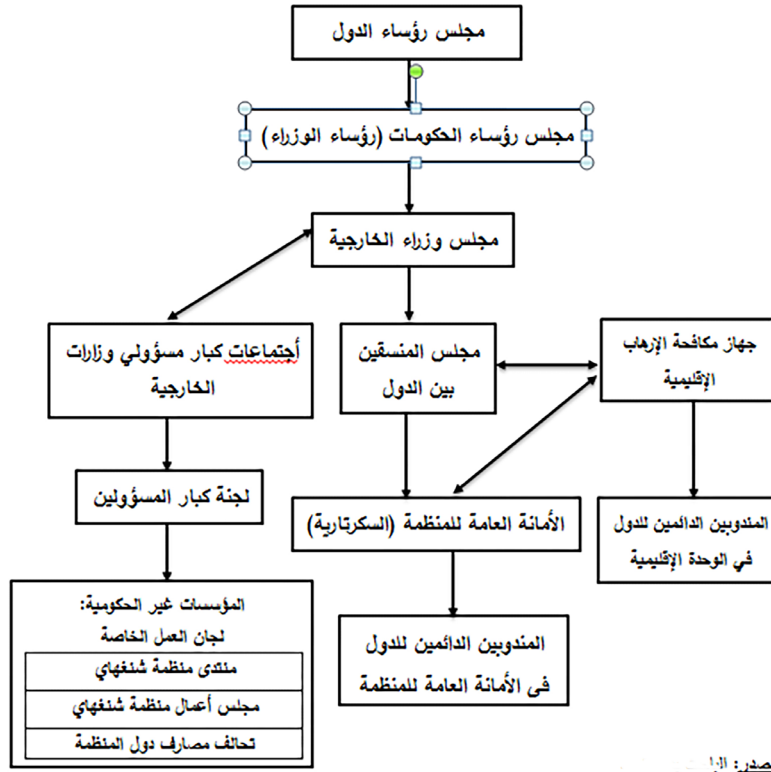 مجلس رؤساء الدول
مجلس رؤساء الحكومات (رؤساء الوزراء)
مجلس وزراء الخارجية
أجتماعات كبار مسؤولي وزارات
الخارجية
مجلس المنسقين
بين الدول
جهاز مكافحة الإرهاب
الإقليمية
لجنة كبار المسؤولين
الأمانة العامة للمنظمة (السكرتارية)
المندوبين الدائمين للدول
في الوحدة الإقليمية
المؤسسات غير الحكومية:
لجان العمل الخاصة
منتدى منظمة شنغهاي
مجلس أعمال منظمة شنغهاي
تحالف مصارف دول المنظمة
المندوبين الدائمين للدول
في الأمانة العامة للمنظمة
صدر: